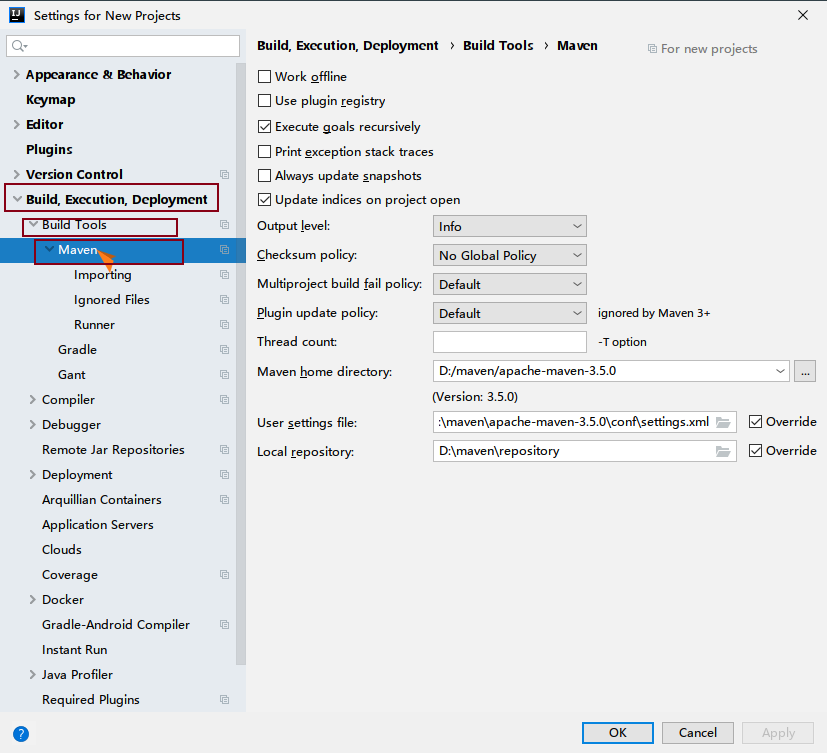 IJ Settings for New Projects
Build, Execution, Deployment › Build Tools › Maven For new projects
Appearance & Behavior
Keymap
Editor
Plugins
Version Control
Build, Execution, Deployment
Build Tools
Maven
Importing
Ignored Files
Runner
Gradle
Gant
Compiler
Debugger
Remote Jar Repositories
Deployment
Arquillian Containers
Application Servers
Clouds
Coverage
Docker
Gradle-Android Compiler
Instant Run
Java Profiler
Required Plugins
Work offline
Use plugin registry
Execute goals recursively
Print exception stack traces
Always update snapshots
Update indices on project open
Output level: Info
Checksum policy: No Global Policy
Multiproject build fail policy: Default
Plugin update policy: Default ignored by Maven 3+
Thread count: -T option
Maven home directory: D:/maven/apache-maven-3.5.0 ...
(Version: 3.5.0)
User settings file: :\maven\apache-maven-3.5.0\conf\settings.xml Override
Local repository: D:\maven\repository Override
? OK Cancel Apply